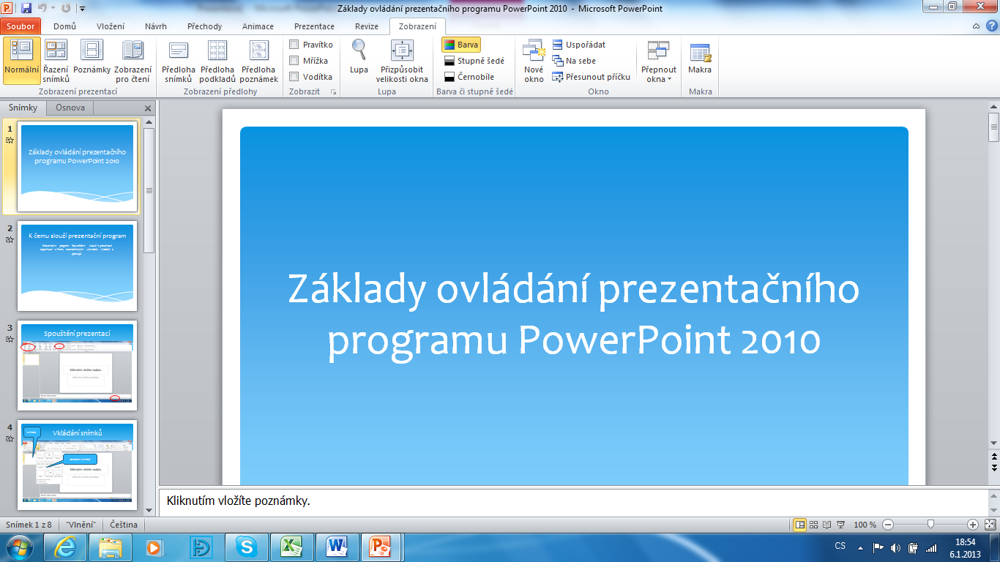 Základy ovládání prezentačního programu PowerPoint 2010 - Microsoft PowerPoint
Soubor Domů Vložení Návrh Přechody Animace Prezentace Revize Zobrazení
Normální
Řazení snímků
Poznámky
Zobrazení pro čtení
Zobrazení prezentací
Předloha snímků
Předloha podkladů
Předloha poznámek
Zobrazení předlohy
Pravítko
Mřížka
Vodítka
Zobrazit
Lupa
Přizpůsobit velikosti okna
Lupa
Barva
Stupně šedé
Černobíle
Barva či stupně šedé
Nové okno
Uspořádat
Na sebe
Přesunout příčku
Přepnout okna
Okno
Makra
Makra
Snímky Osnova
1
Základy ovládání prezentačního
programu PowerPoint 2010
2
K čemu slouží prezentační program
3
Spouštění prezentací
Kliknutím vložíte nadpis.
4
Vkládání snímků
Kliknutím vložíte nadpis.
Základy ovládání prezentačního
programu PowerPoint 2010
Kliknutím vložíte poznámky.
Snímek 1 z 8 "Vlnění" Čeština 100 %
CS 18:54
6.1.2013